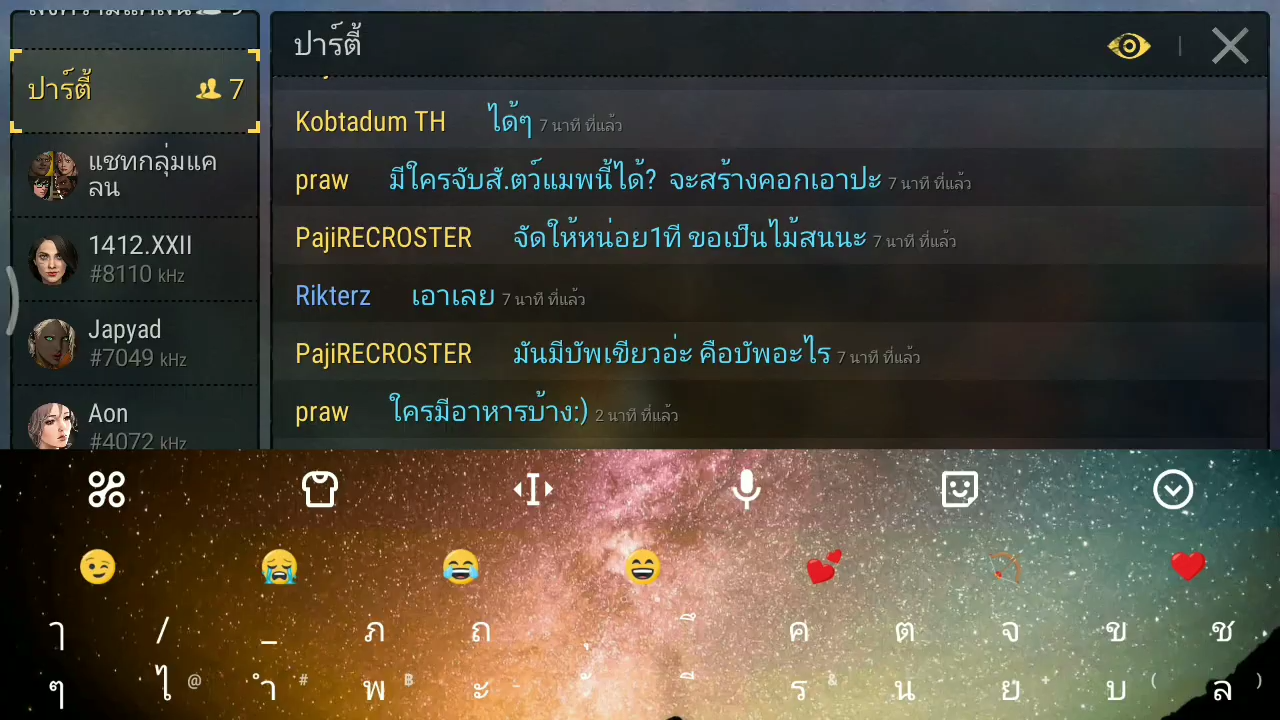 ปาร์ตี้
ปาร์ตี้ 7
Kobtadum TH ได้ๆ 7 นาที ที่แล้ว
แชทกลุ่มแค
ลน
praw มีใครจับสั.ตว์แมพนี้ได้? จะสร้างคอกเอาปะ 7 นาที ที่แล้ว
PajiRECROSTER จัดให้หน่อย1ที ขอเป็นไม้สนนะ 7 นาที ที่แล้ว
1412.XXII
#8110 kHz
Rikterz เอาเลย 7 นาที ที่แล้ว
Japyad
#7049 kHz
PajiRECROSTER มันมีบัพเขียวอ่ะ คือบัพอะไร 7 นาที ที่แล้ว
Aon
#4072 kHz
praw ใครมีอาหารบ้าง:) 2 นาที ที่แล้ว
ๅ / _ ภ ถ ุ ึ ค ต จ ข ช
ๆ ไ @ ำ # พ ฿ ะ ั ี ร & น ย + บ ( ล )